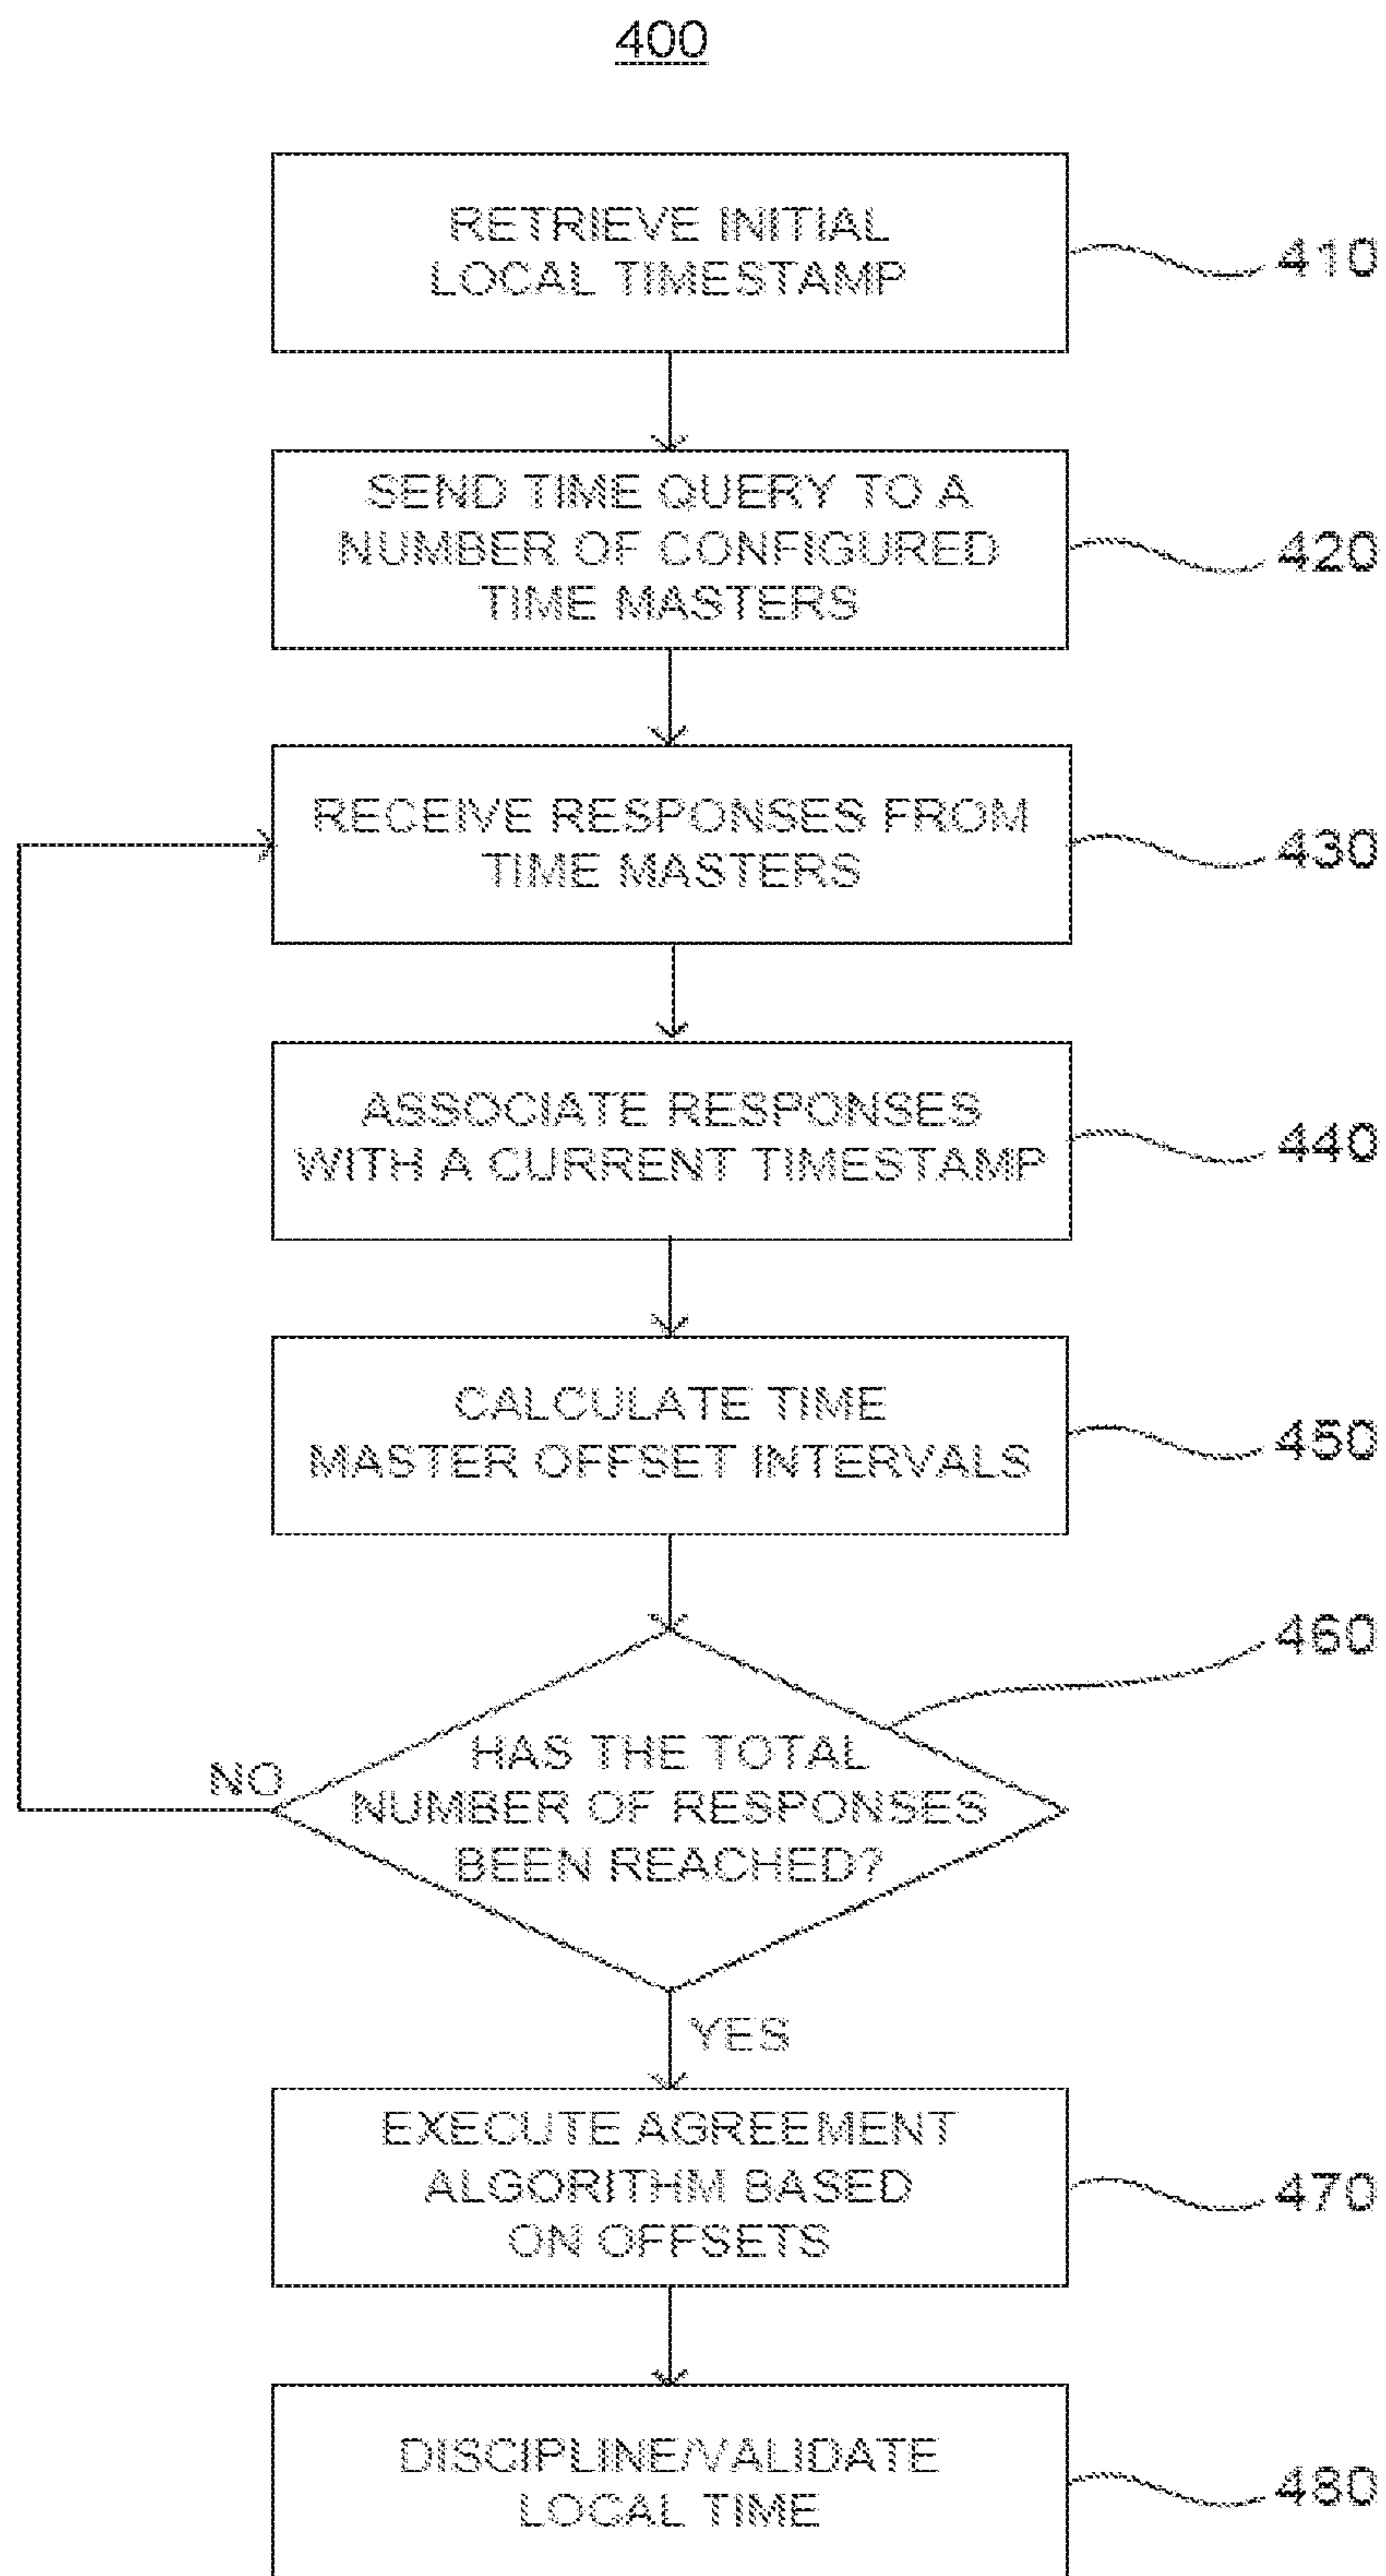 400
RETRIEVE INITIAL
LOCAL TIMESTAMP
410
SEND TIME QUERY TO A
NUMBER OF CONFIGURED
TIME MASTERS
420
RECEIVE RESPONSES FROM
TIME MASTERS
430
ASSOCIATE RESPONSES
WITH A CURRENT TIMESTAMP
440
CALCULATE TIME
MASTER OFFSET INTERVALS
450
460
HAS THE TOTAL
NUMBER OF RESPONSES
BEEN REACHED?
NO
YES
EXECUTE AGREEMENT
ALGORITHM BASED
ON OFFSETS
470
DISCIPLINE/VALIDATE
LOCAL TIME
480